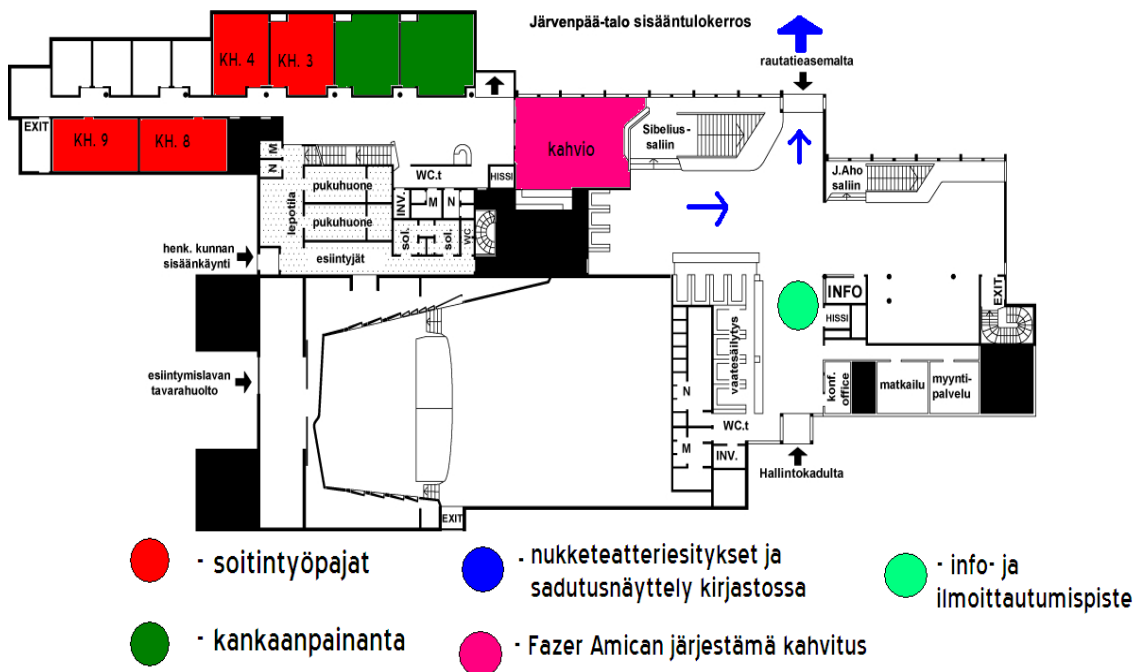 Järvenpää-talo sisääntulokerros
rautatieasemalta
KH. 4
KH. 3
EXIT
KH. 9
KH. 8
kahvio
Sibelius-
saliin
J.Aho
saliin
M
N
WC.t
HISSI
pukuhuone
lepotila
pukuhuone
INV.
M
N
sol.
sol.
WC
esiintyjät
henk. kunnan
sisäänkäynti
INFO
HISSI
EXIT
vaatesäilytys
esiintymislavan
tavarahuolto
N
M
WC.t
INV.
konf.
office
matkailu
myynti-
palvelu
Hallintokadulta
EXIT
- soitintyöpajat
- nukketeatteriesitykset ja
sadutusnäyttely kirjastossa
- info- ja
ilmoittautumispiste
- kankaanpainanta
- Fazer Amican järjestämä kahvitus